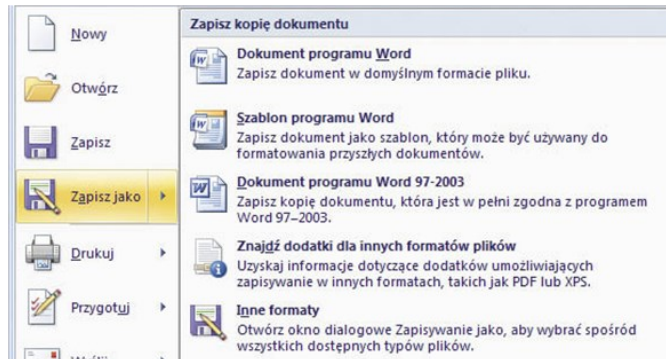 Nowy
Otwórz
Zapisz
Zapisz jako
Drukuj
Przygotuj
Zapisz kopię dokumentu
Dokument programu Word
Zapisz dokument w domyślnym formacie pliku.
Szablon programu Word
Zapisz dokument jako szablon, który może być używany do
formatowania przyszłych dokumentów.
Dokument programu Word 97-2003
Zapisz kopię dokumentu, która jest w pełni zgodna z programem
Word 97–2003.
Znajdź dodatki dla innych formatów plików
Uzyskaj informacje dotyczące dodatków umożliwiających
zapisywanie w innych formatach, takich jak PDF lub XPS.
Inne formaty
Otwórz okno dialogowe Zapisywanie jako, aby wybrać spośród
wszystkich dostępnych typów plików.